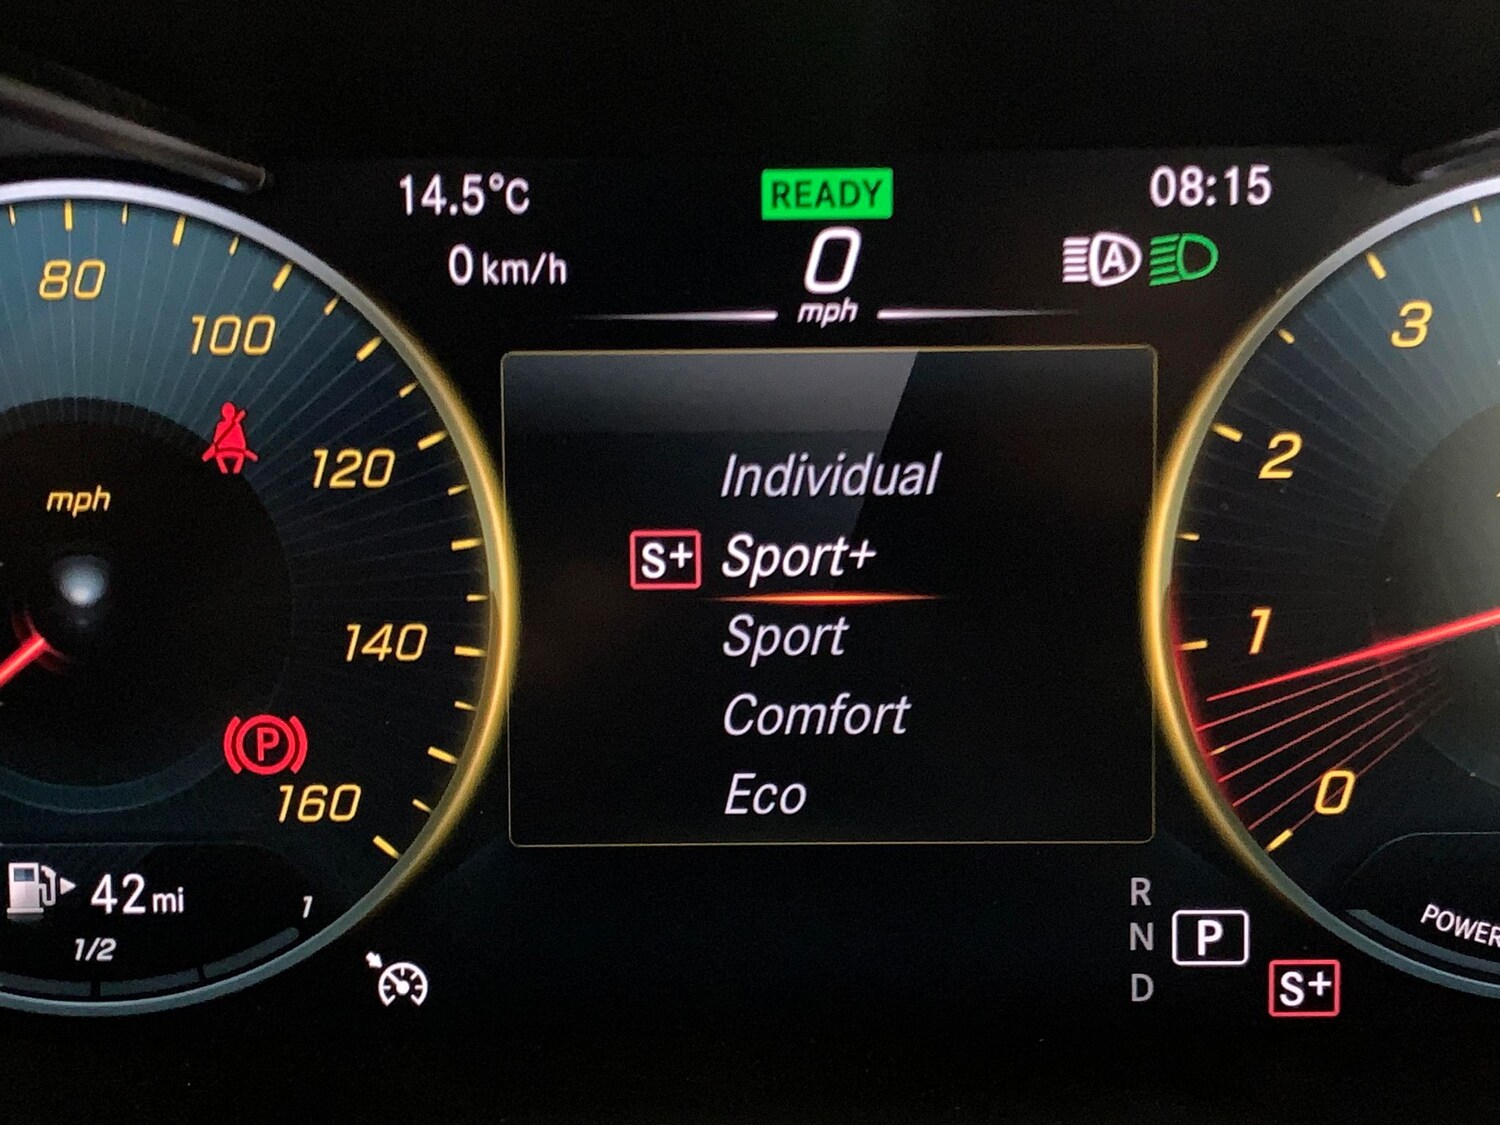 14.5°C
READY
08:15
0 km/h
0
mph
A
80
100
120
mph
140
160
P
Individual
S+ Sport+
Sport
Comfort
Eco
3
2
1
0
42 mi
1/2
1
R
N P
D
S+
POWER